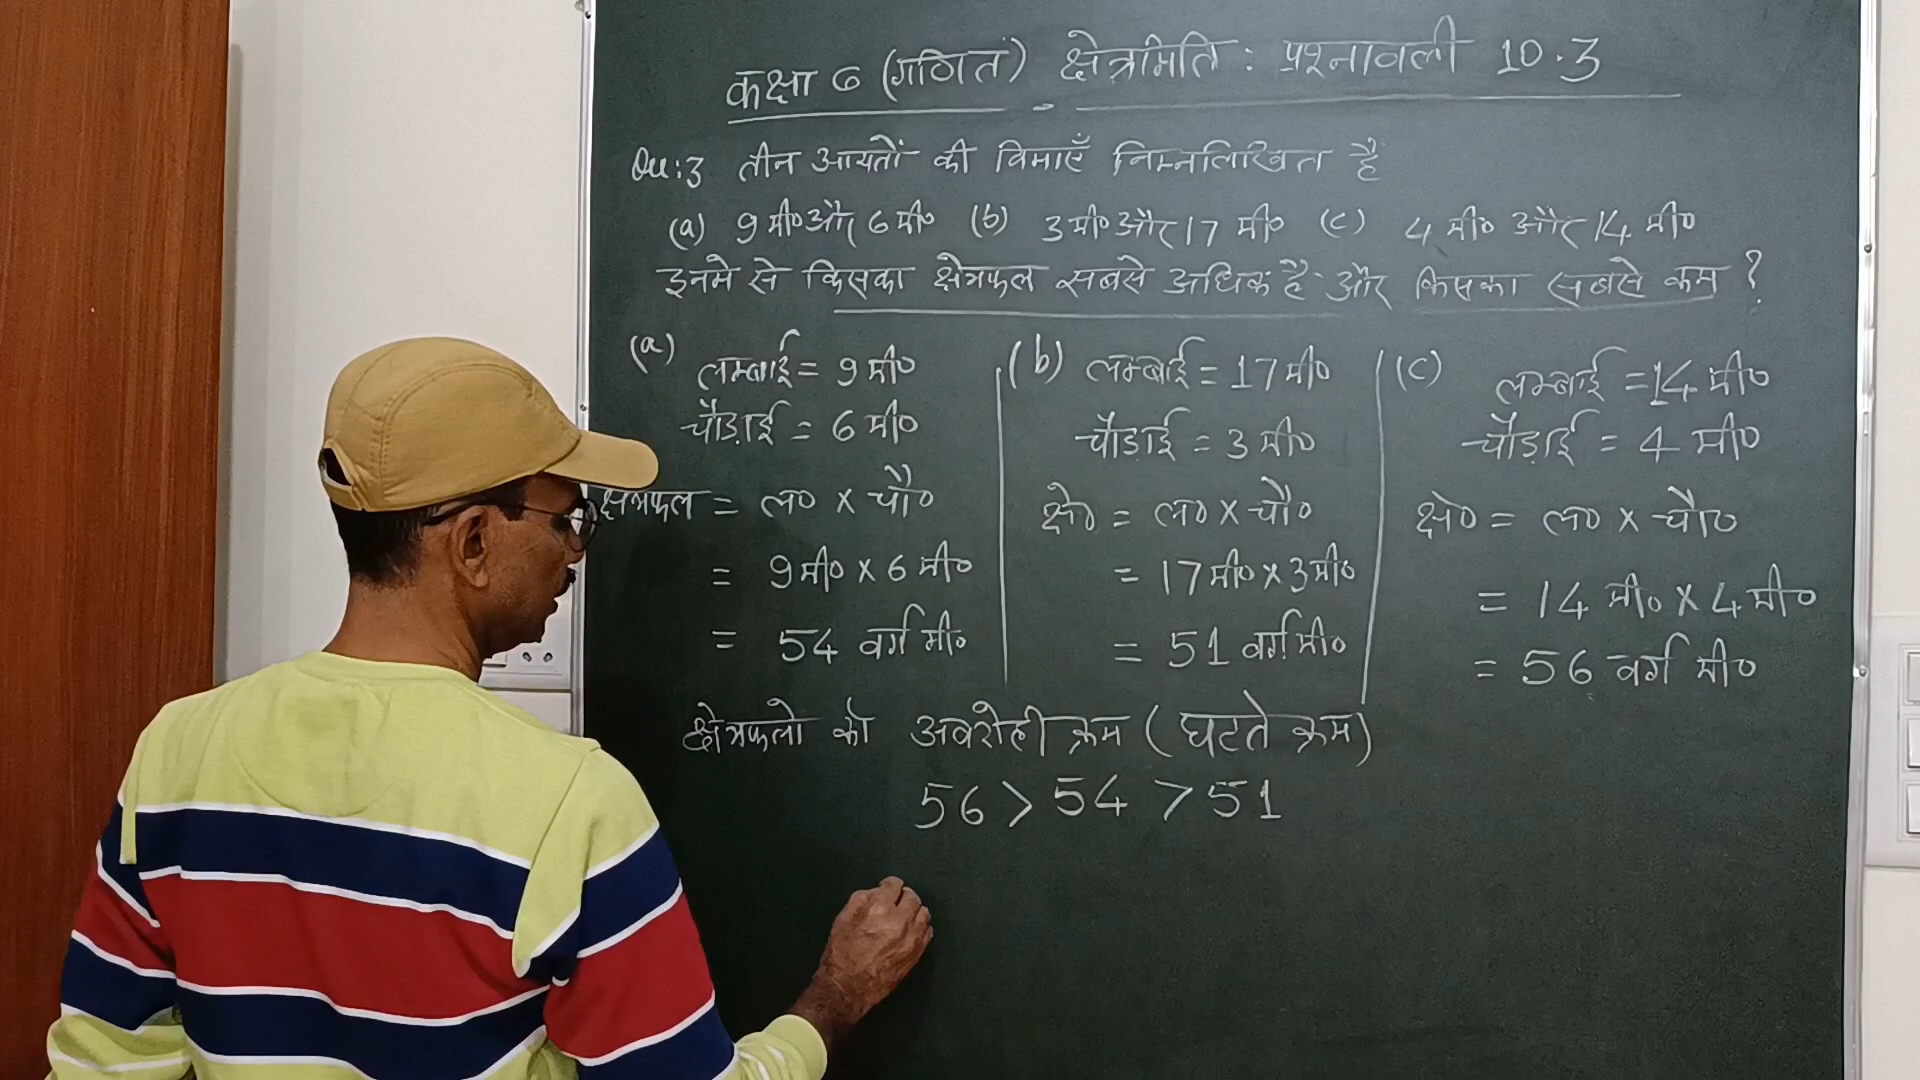 कक्षा 6 (गणित) क्षेत्रमिति : प्रश्नावली 10.3
Qu:3 तीन आयतों की विमाएँ निम्नलिखित है
(a) 9 मी० और 6 मी० (b) 3 मी० और 17 मी० (c) 4 मी० और 14 मी०
इनमे से किसका क्षेत्रफल सबसे अधिक है और किसका सबसे कम ?
(a) लम्बाई = 9 मी०
चौड़ाई = 6 मी०
क्षेत्रफल = ल० x चौ०
= 9 मी० x 6 मी०
= 54 वर्ग मी०
(b) लम्बाई = 17 मी०
चौड़ाई = 3 मी०
क्षे० = ल० x चौ०
= 17 मी० x 3 मी०
= 51 वर्ग मी०
(c) लम्बाई = 14 मी०
चौड़ाई = 4 मी०
क्षे० = ल० x चौ०
= 14 मी० x 4 मी०
= 56 वर्ग मी०
क्षेत्रफलो को अवरोही क्रम (घटते क्रम)
56 > 54 > 51